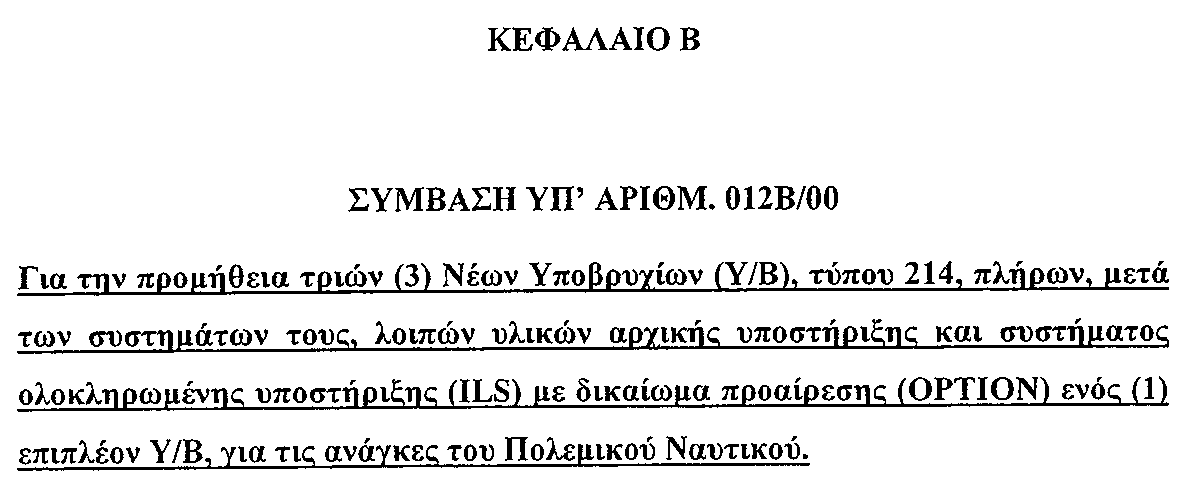 ΚΕΦΑΛΑΙΟ Β
ΣΥΜΒΑΣΗ ΥΠ’ ΑΡΙΘΜ. 012Β/00
Για την προμήθεια τριών (3) Νέων Υποβρυχίων (Υ/Β), τύπου 214, πλήρων, μετά
των συστημάτων τους, λοιπών υλικών αρχικής υποστήριξης και συστήματος
ολοκληρωμένης υποστήριξης (ILS) με δικαίωμα προαίρεσης (OPTION) ενός (1)
επιπλέον Υ/Β, για τις ανάγκες του Πολεμικού Ναυτικού.